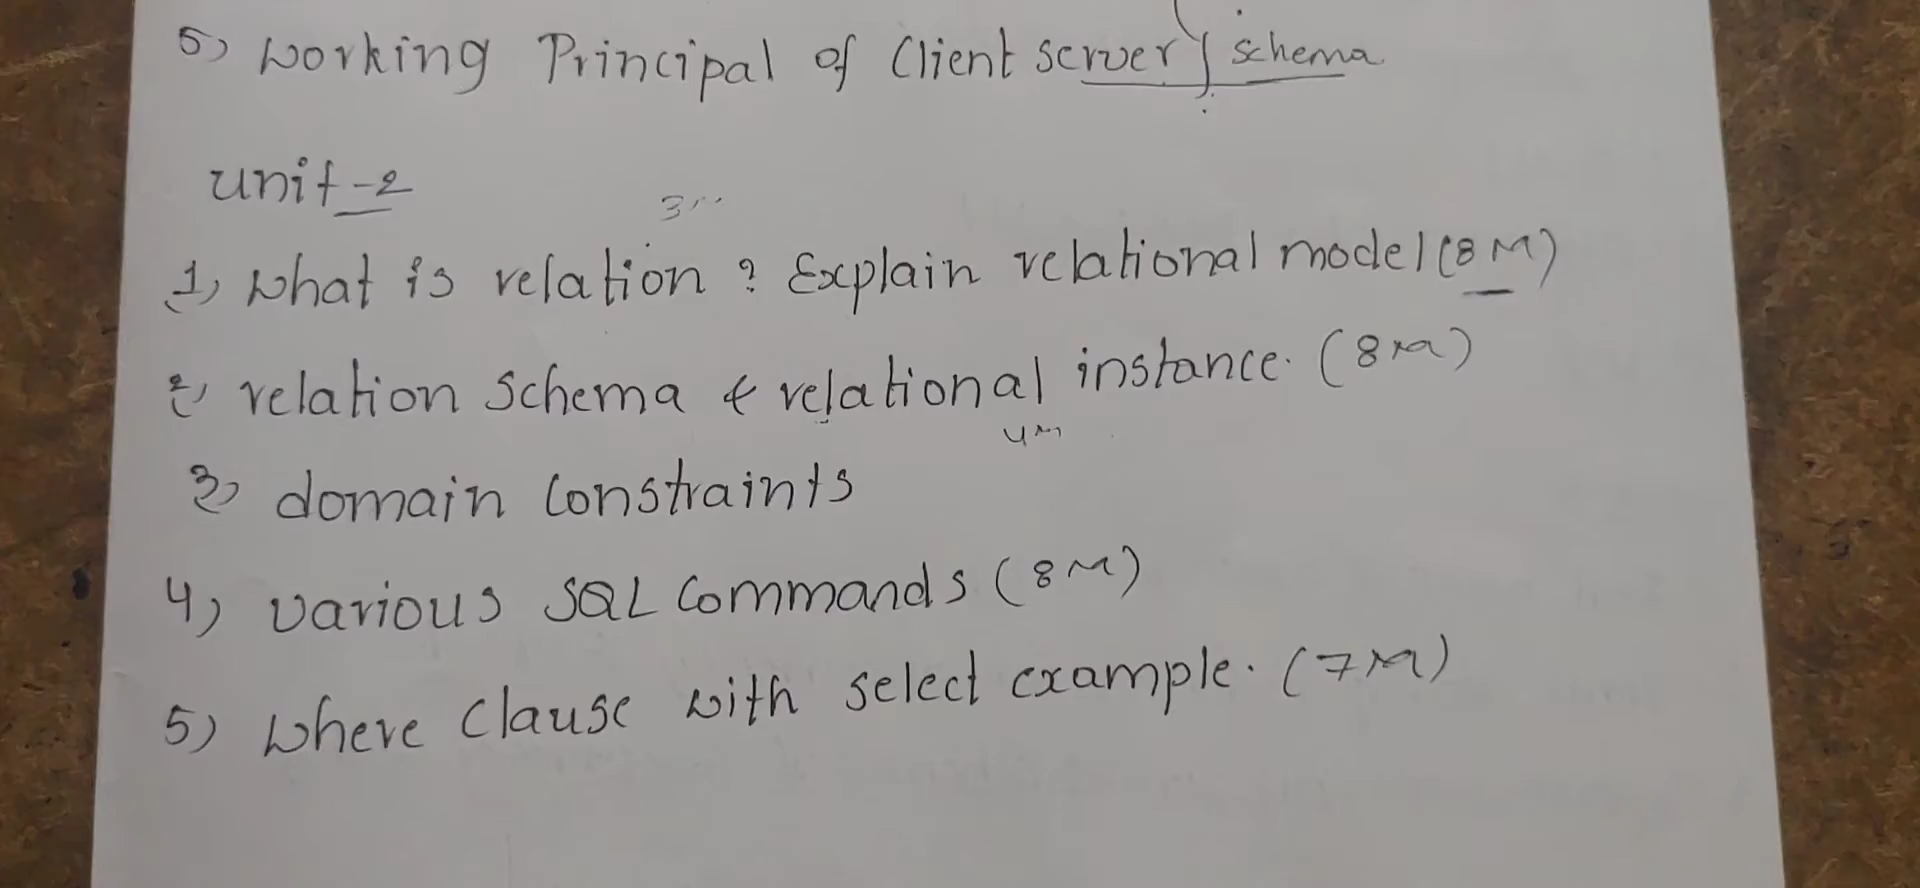 5) Working Principal of Client server / schema
unit-2
3m
1) What is relation? Explain relational model (8M)
2) relation Schema & relational instance. (8M)
4M
3) domain Constraints
4) various SQL Commands (8M)
5) Where Clause with select example. (7M)